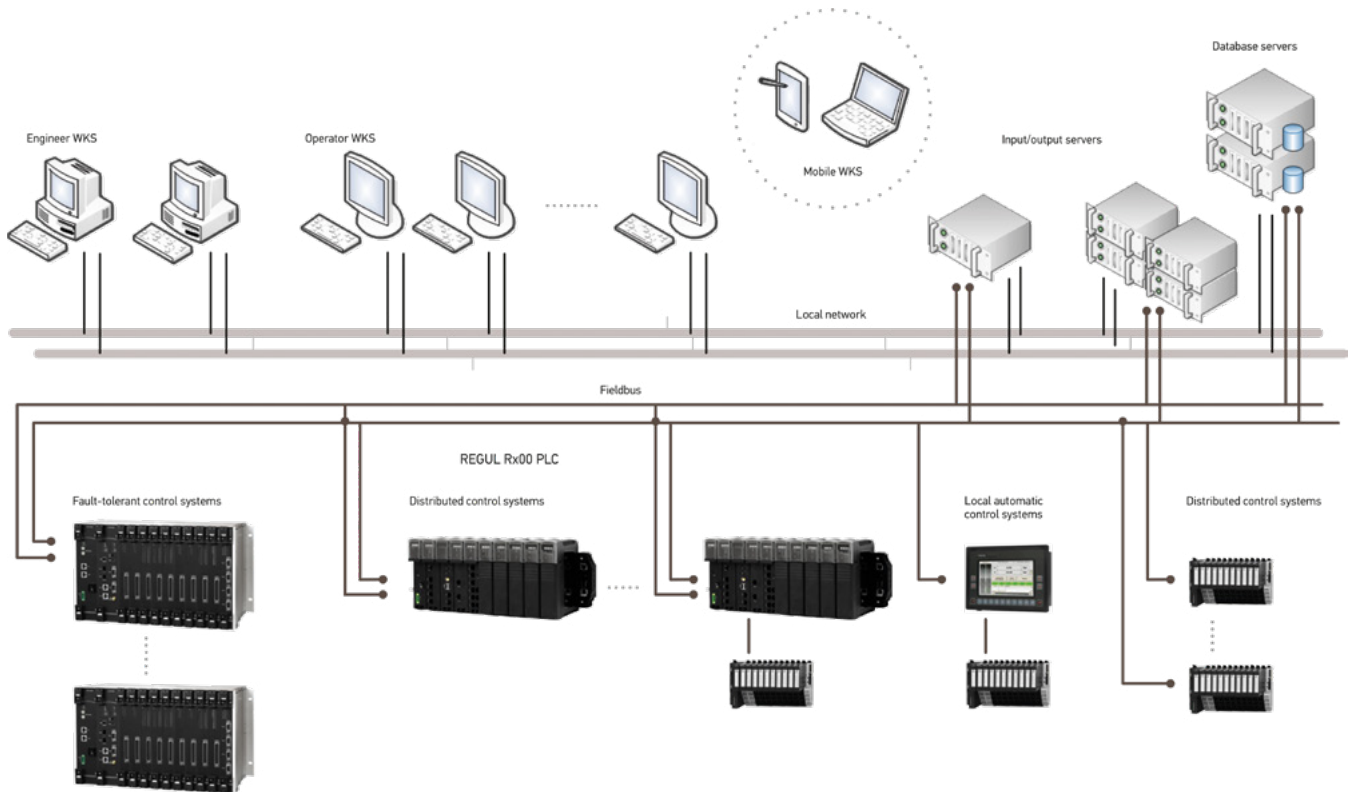 Database servers
Engineer WKS
Operator WKS
Mobile WKS
Input/output servers
Local network
Fieldbus
REGUL Rx00 PLC
Fault-tolerant control systems
Distributed control systems
Local automatic
control systems
Distributed control systems